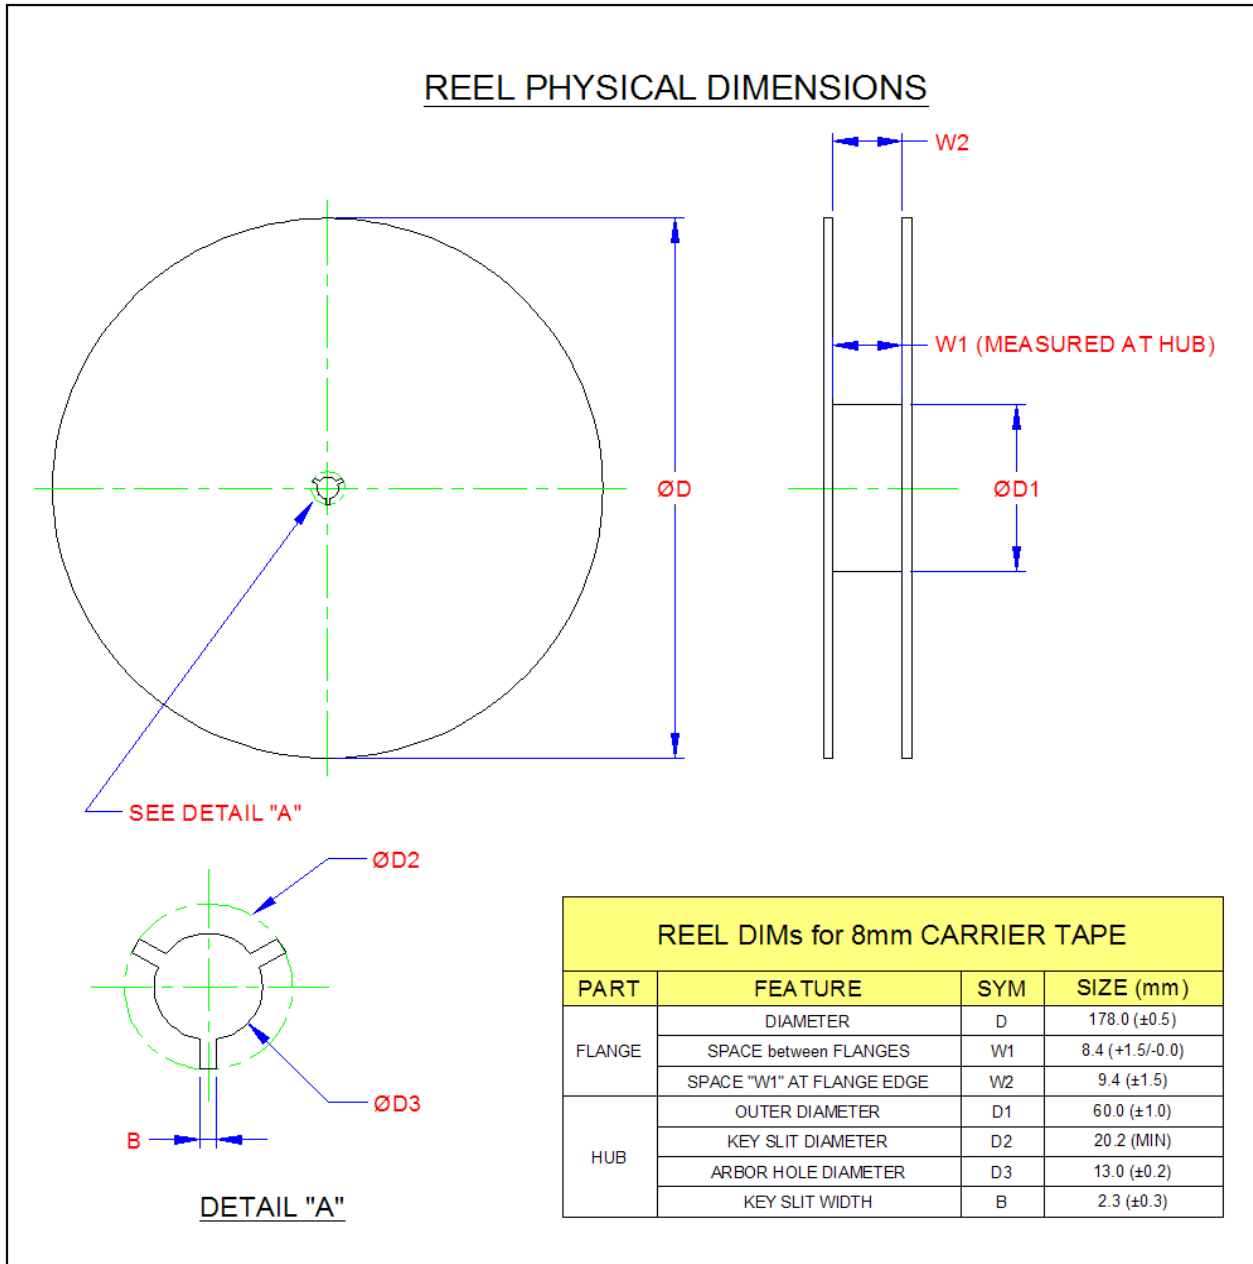 REEL PHYSICAL DIMENSIONS
W2
W1 (MEASURED AT HUB)
ØD
ØD1
SEE DETAIL "A"
ØD2
ØD3
B
DETAIL "A"
REEL DIMs for 8mm CARRIER TAPE
PART FEATURE SYM SIZE (mm)
FLANGE
DIAMETER D 178.0 (±0.5)
SPACE between FLANGES W1 8.4 (+1.5/-0.0)
SPACE "W1" AT FLANGE EDGE W2 9.4 (±1.5)
HUB
OUTER DIAMETER D1 60.0 (±1.0)
KEY SLIT DIAMETER D2 20.2 (MIN)
ARBOR HOLE DIAMETER D3 13.0 (±0.2)
KEY SLIT WIDTH B 2.3 (±0.3)